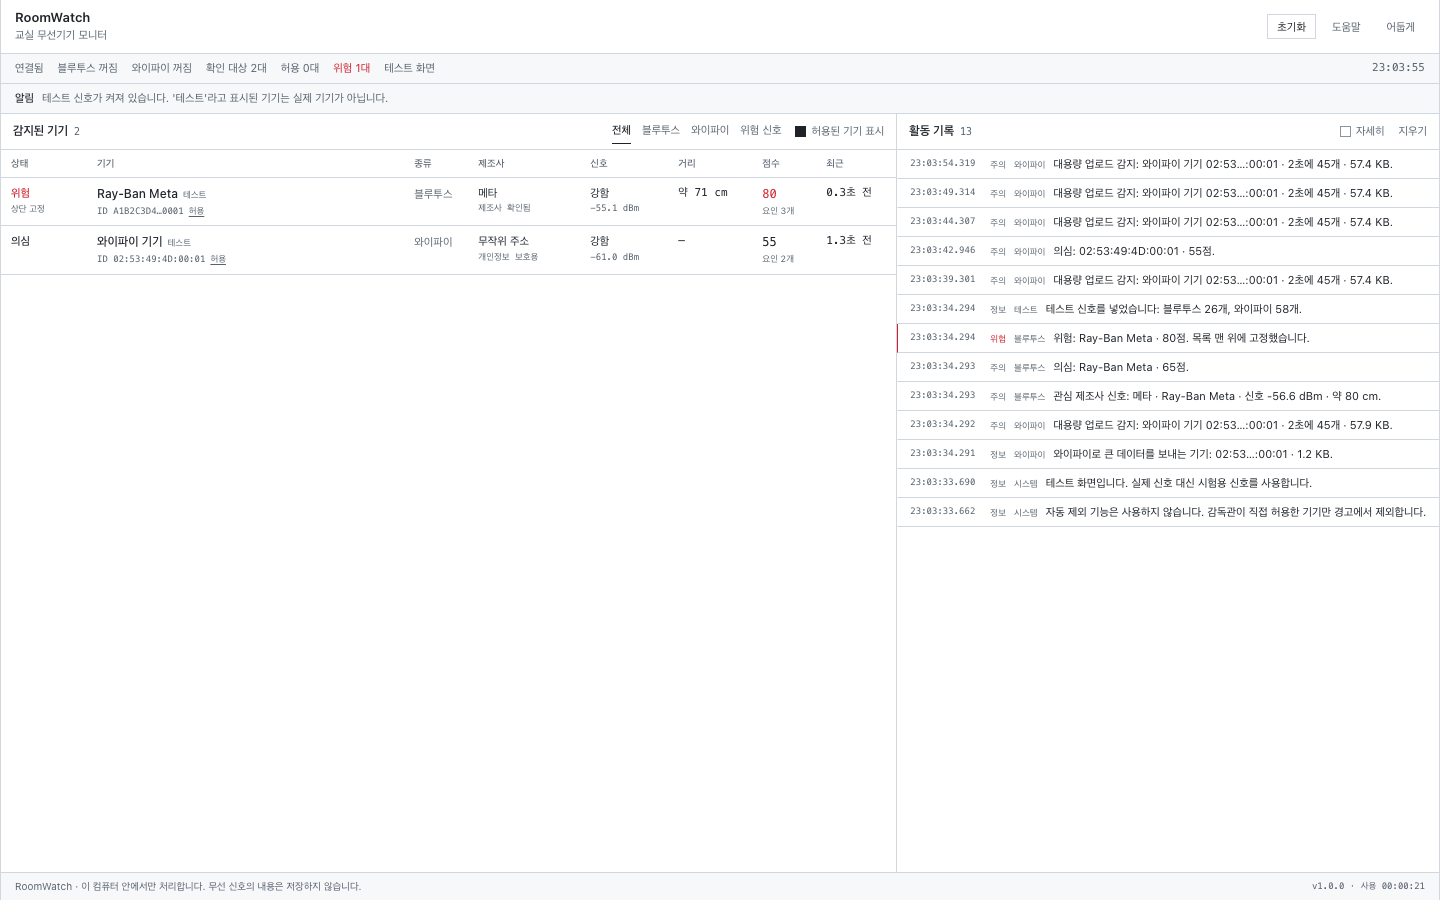 RoomWatch
교실 무선기기 모니터
초기화 도움말 어둡게
연결됨 블루투스 꺼짐 와이파이 꺼짐 확인 대상 2대 허용 0대 위험 1대 테스트 화면 23:03:55
알림 테스트 신호가 켜져 있습니다. '테스트'라고 표시된 기기는 실제 기기가 아닙니다.
감지된 기기 2 전체 블루투스 와이파이 위험 신호 허용된 기기 표시
상태 기기 종류 제조사 신호 거리 점수 최근
위험 Ray-Ban Meta 테스트 블루투스 메타 강함 약 71 cm 80 0.3초 전
상단 고정 ID A1B2C3D4…0001 허용 제조사 확인됨 −55.1 dBm 요인 3개
의심 와이파이 기기 테스트 와이파이 무작위 주소 강함 — 55 1.3초 전
ID 02:53:49:4D:00:01 허용 개인정보 보호용 −61.0 dBm 요인 2개
활동 기록 13 자세히 지우기
23:03:54.319 주의 와이파이 대용량 업로드 감지: 와이파이 기기 02:53…:00:01 · 2초에 45개 · 57.4 KB.
23:03:49.314 주의 와이파이 대용량 업로드 감지: 와이파이 기기 02:53…:00:01 · 2초에 45개 · 57.4 KB.
23:03:44.307 주의 와이파이 대용량 업로드 감지: 와이파이 기기 02:53…:00:01 · 2초에 45개 · 57.4 KB.
23:03:42.946 주의 와이파이 의심: 02:53:49:4D:00:01 · 55점.
23:03:39.301 주의 와이파이 대용량 업로드 감지: 와이파이 기기 02:53…:00:01 · 2초에 45개 · 57.4 KB.
23:03:34.294 정보 테스트 테스트 신호를 넣었습니다: 블루투스 26개, 와이파이 58개.
23:03:34.294 위험 블루투스 위험: Ray-Ban Meta · 80점. 목록 맨 위에 고정했습니다.
23:03:34.293 주의 블루투스 의심: Ray-Ban Meta · 65점.
23:03:34.293 주의 블루투스 관심 제조사 신호: 메타 · Ray-Ban Meta · 신호 -56.6 dBm · 약 80 cm.
23:03:34.292 주의 와이파이 대용량 업로드 감지: 와이파이 기기 02:53…:00:01 · 2초에 45개 · 57.9 KB.
23:03:34.291 정보 와이파이 와이파이로 큰 데이터를 보내는 기기: 02:53…:00:01 · 1.2 KB.
23:03:33.690 정보 시스템 테스트 화면입니다. 실제 신호 대신 시험용 신호를 사용합니다.
23:03:33.662 정보 시스템 자동 제외 기능은 사용하지 않습니다. 감독관이 직접 허용한 기기만 경고에서 제외합니다.
RoomWatch · 이 컴퓨터 안에서만 처리합니다. 무선 신호의 내용은 저장하지 않습니다. v1.0.0 · 사용 00:00:21